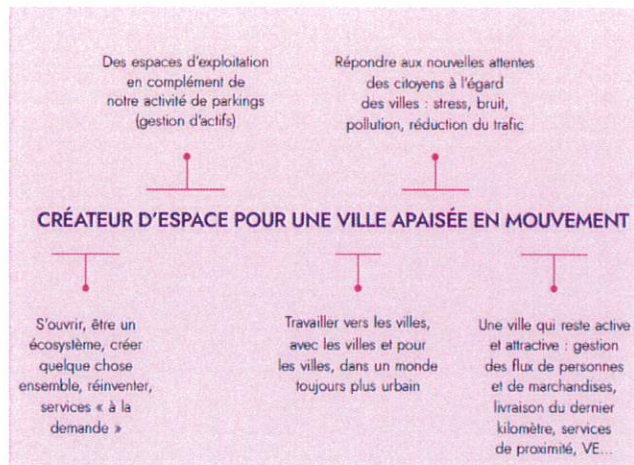 Des espaces d'exploitation
en complément de
notre activité de parkings
(gestion d'actifs)
Répondre aux nouvelles attentes
des citoyens à l'égard
des villes : stress, bruit,
pollution, réduction du trafic
CRÉATEUR D'ESPACE POUR UNE VILLE APAISÉE EN MOUVEMENT
S'ouvrir, être un
écosystème, créer
quelque chose
ensemble, réinventer,
services « à la
demande »
Travailler vers les villes,
avec les villes et pour
les villes, dans un monde
toujours plus urbain
Une ville qui reste active
et attractive : gestion
des flux de personnes
et de marchandises,
livraison du dernier
kilomètre, services
de proximité, VE...